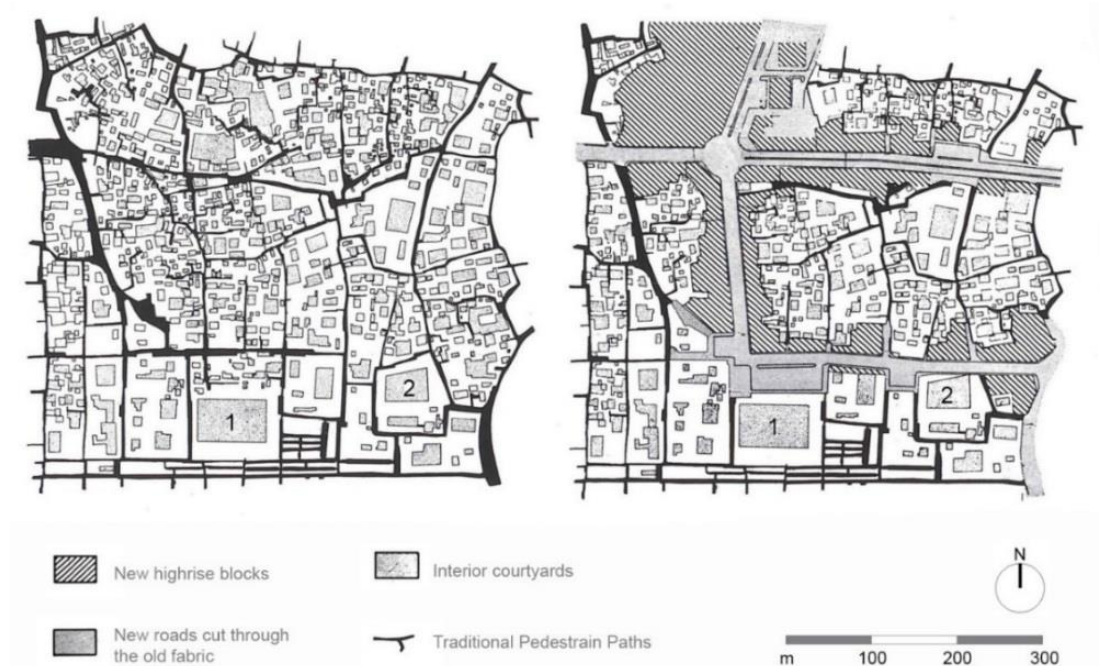 1
2
1
2
New highrise blocks
Interior courtyards
N
New roads cut through
the old fabric
Traditional Pedestrain Paths
m 100 200 300